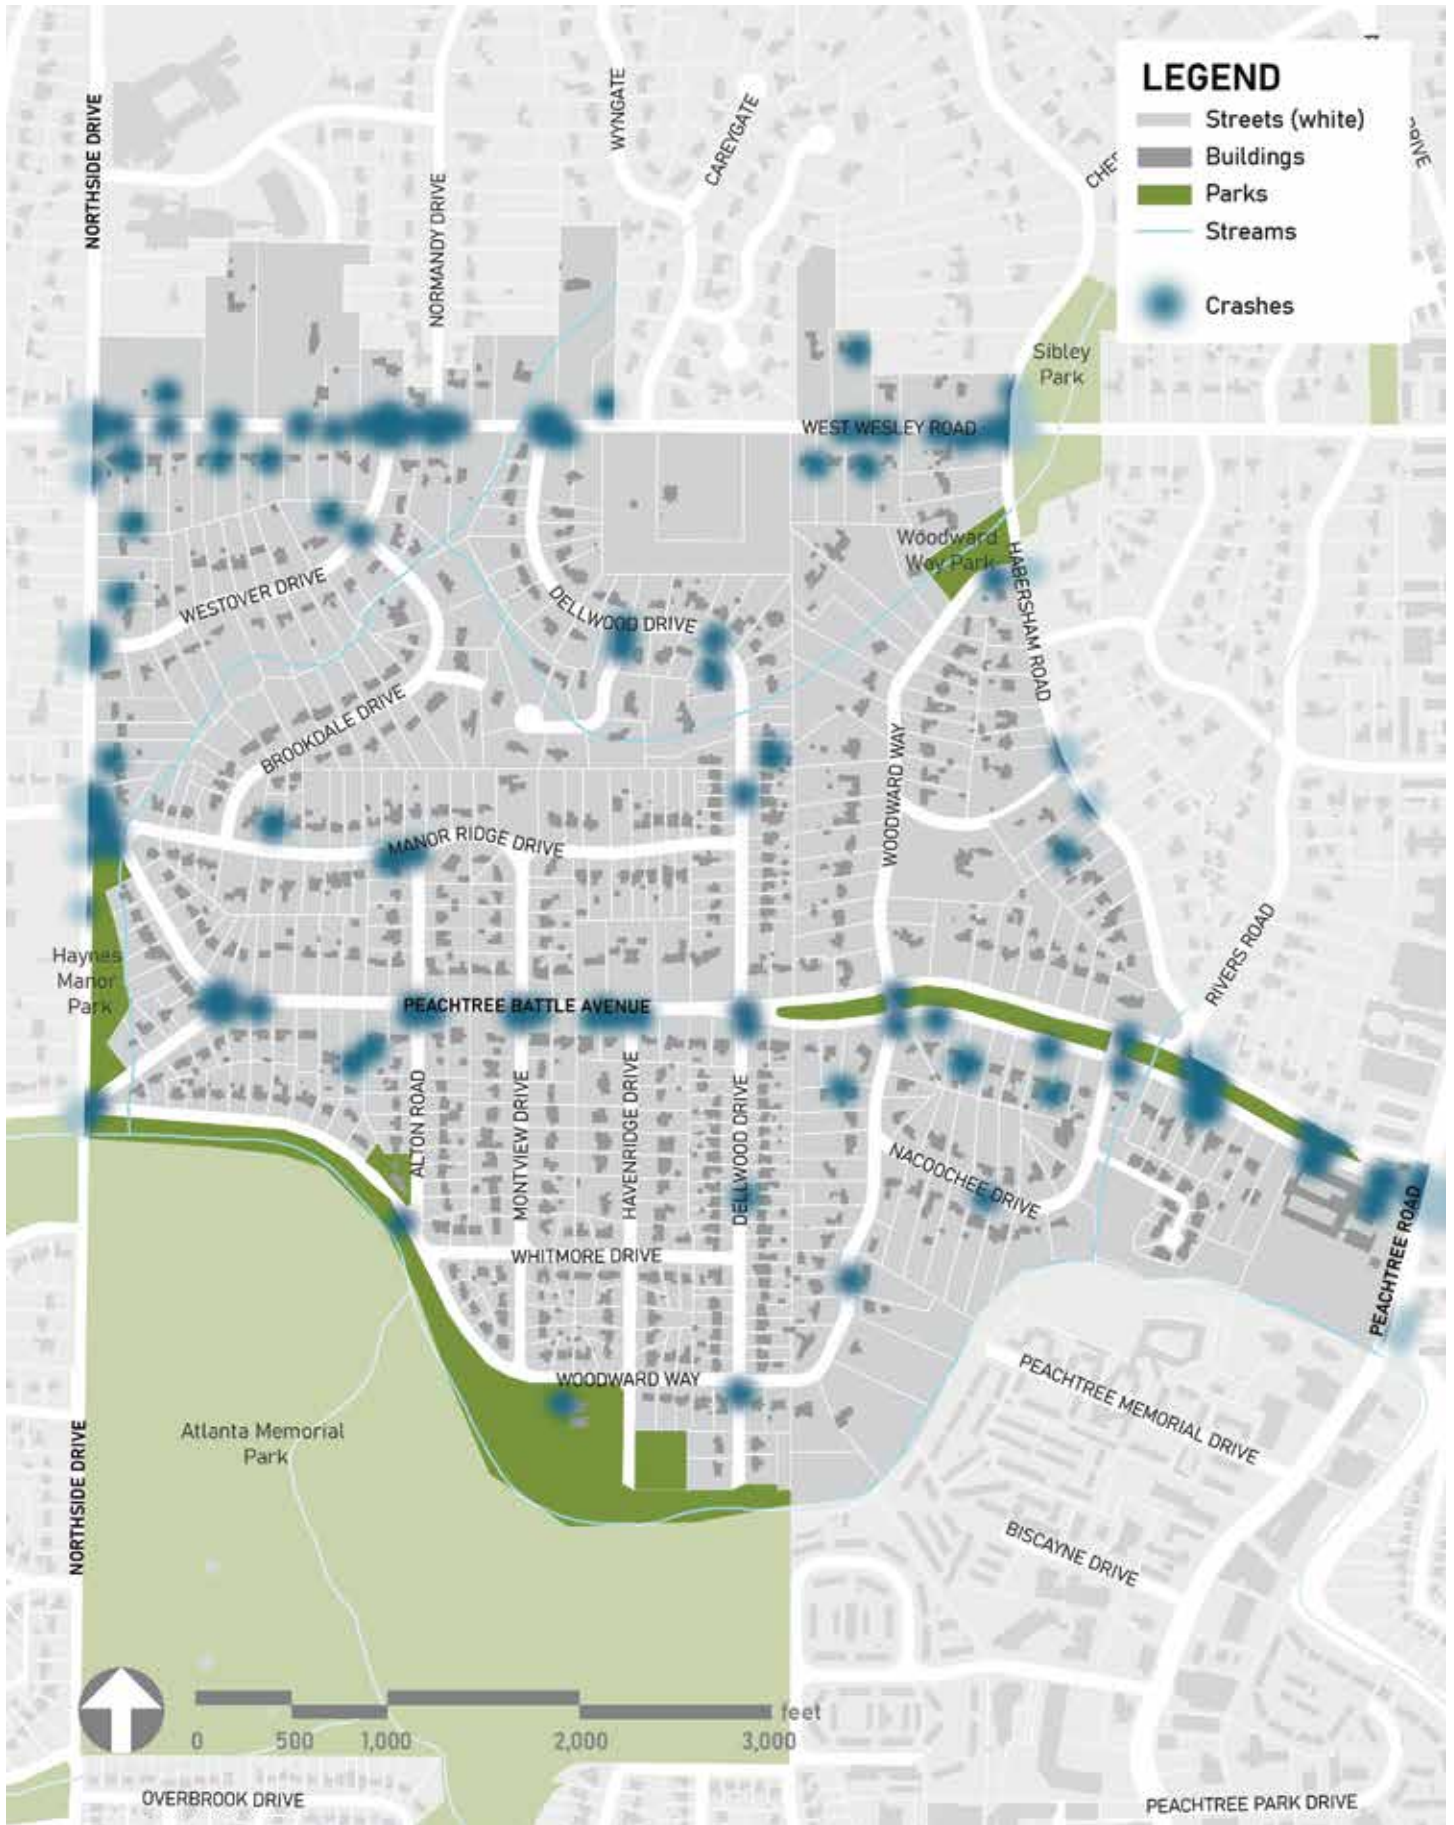 LEGEND
Streets (white)
Buildings
Parks
Streams
Crashes
NORTHSIDE DRIVE
NORMANDY DRIVE
WYNGATE
CAREYGATE
Sibley
Park
WEST WESLEY ROAD
Woodward
Way Park
HABERSHAM ROAD
WESTOVER DRIVE
DELLWOOD DRIVE
BROOKDALE DRIVE
WOODWARD WAY
MANOR RIDGE DRIVE
RIVERS ROAD
Haynes
Manor
Park
PEACHTREE BATTLE AVENUE
ALTON ROAD
MONTVIEW DRIVE
HAVENRIDGE DRIVE
DELLWOOD DRIVE
NACOOCHEE DRIVE
PEACHTREE ROAD
WHITMORE DRIVE
WOODWARD WAY
PEACHTREE MEMORIAL DRIVE
Atlanta Memorial
Park
NORTHSIDE DRIVE
BISCAYNE DRIVE
feet
0 500 1,000 2,000 3,000
OVERBROOK DRIVE
PEACHTREE PARK DRIVE